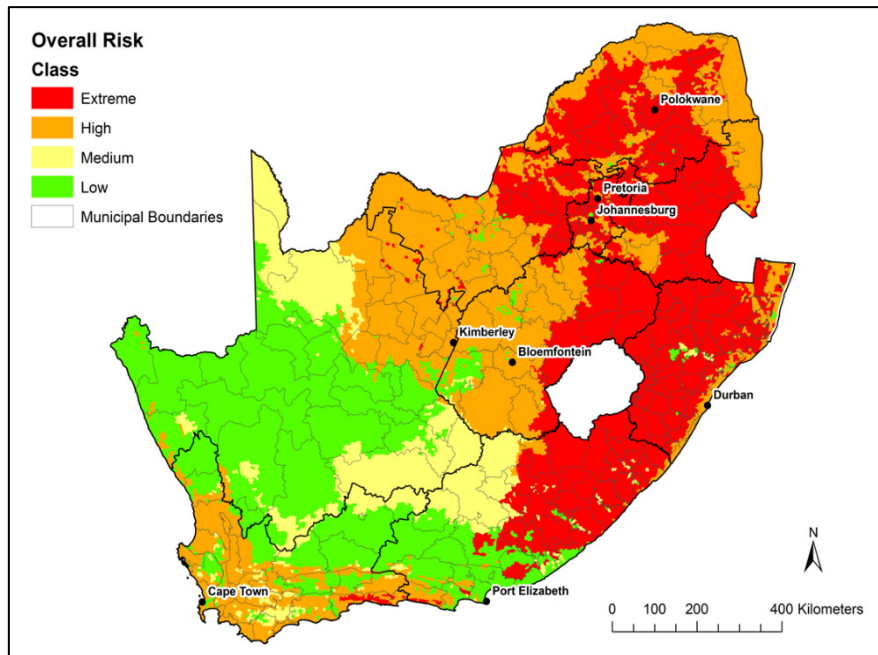 Overall Risk
Class
Extreme
High
Medium
Low
Municipal Boundaries
Polokwane
Pretoria
Johannesburg
Kimberley
Bloemfontein
Durban
Cape Town
Port Elizabeth
N
0 100 200 400 Kilometers